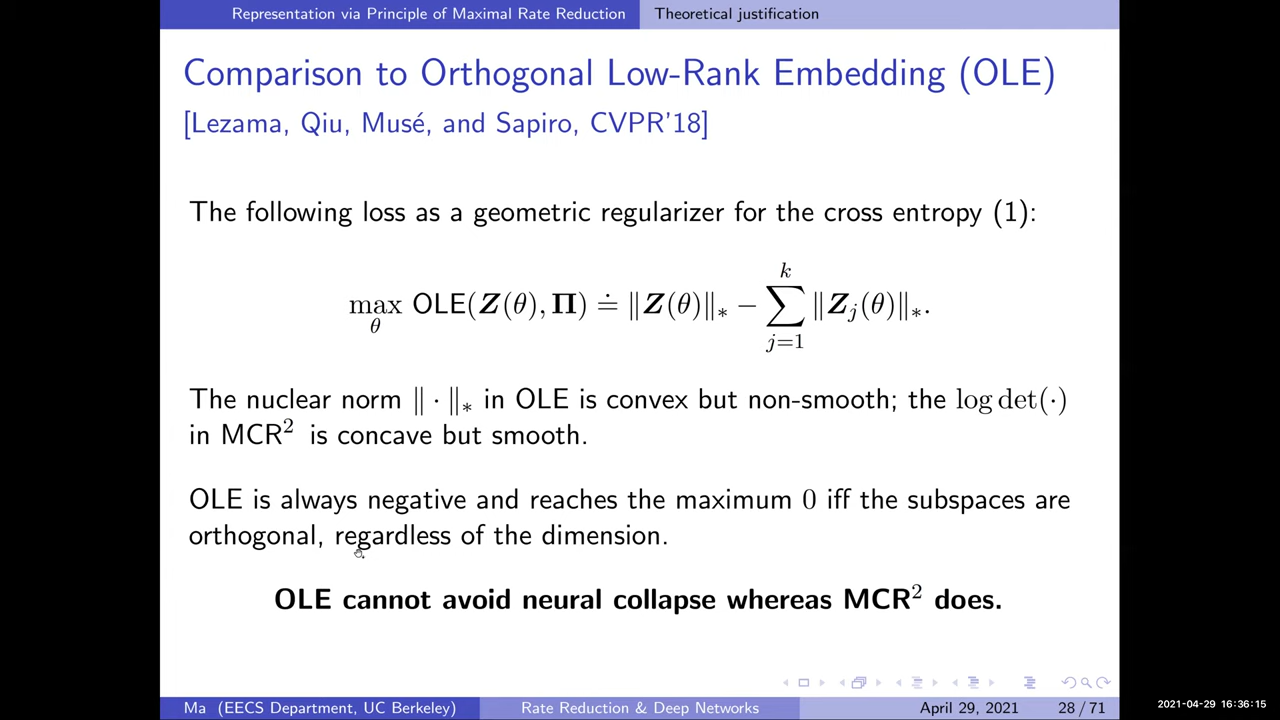 Representation via Principle of Maximal Rate Reduction Theoretical justification
Comparison to Orthogonal Low-Rank Embedding (OLE)
[Lezama, Qiu, Musé, and Sapiro, CVPR'18]
The following loss as a geometric regularizer for the cross entropy (1):
max_θ OLE(Z(θ), Π) ≐ ‖Z(θ)‖_* − ∑_{j=1}^{k} ‖Z_j(θ)‖_*.
The nuclear norm ‖ · ‖_* in OLE is convex but non-smooth; the log det(·)
in MCR² is concave but smooth.
OLE is always negative and reaches the maximum 0 iff the subspaces are
orthogonal, regardless of the dimension.
OLE cannot avoid neural collapse whereas MCR² does.
Ma (EECS Department, UC Berkeley) Rate Reduction & Deep Networks April 29, 2021 28 / 71
2021-04-29 16:36:15